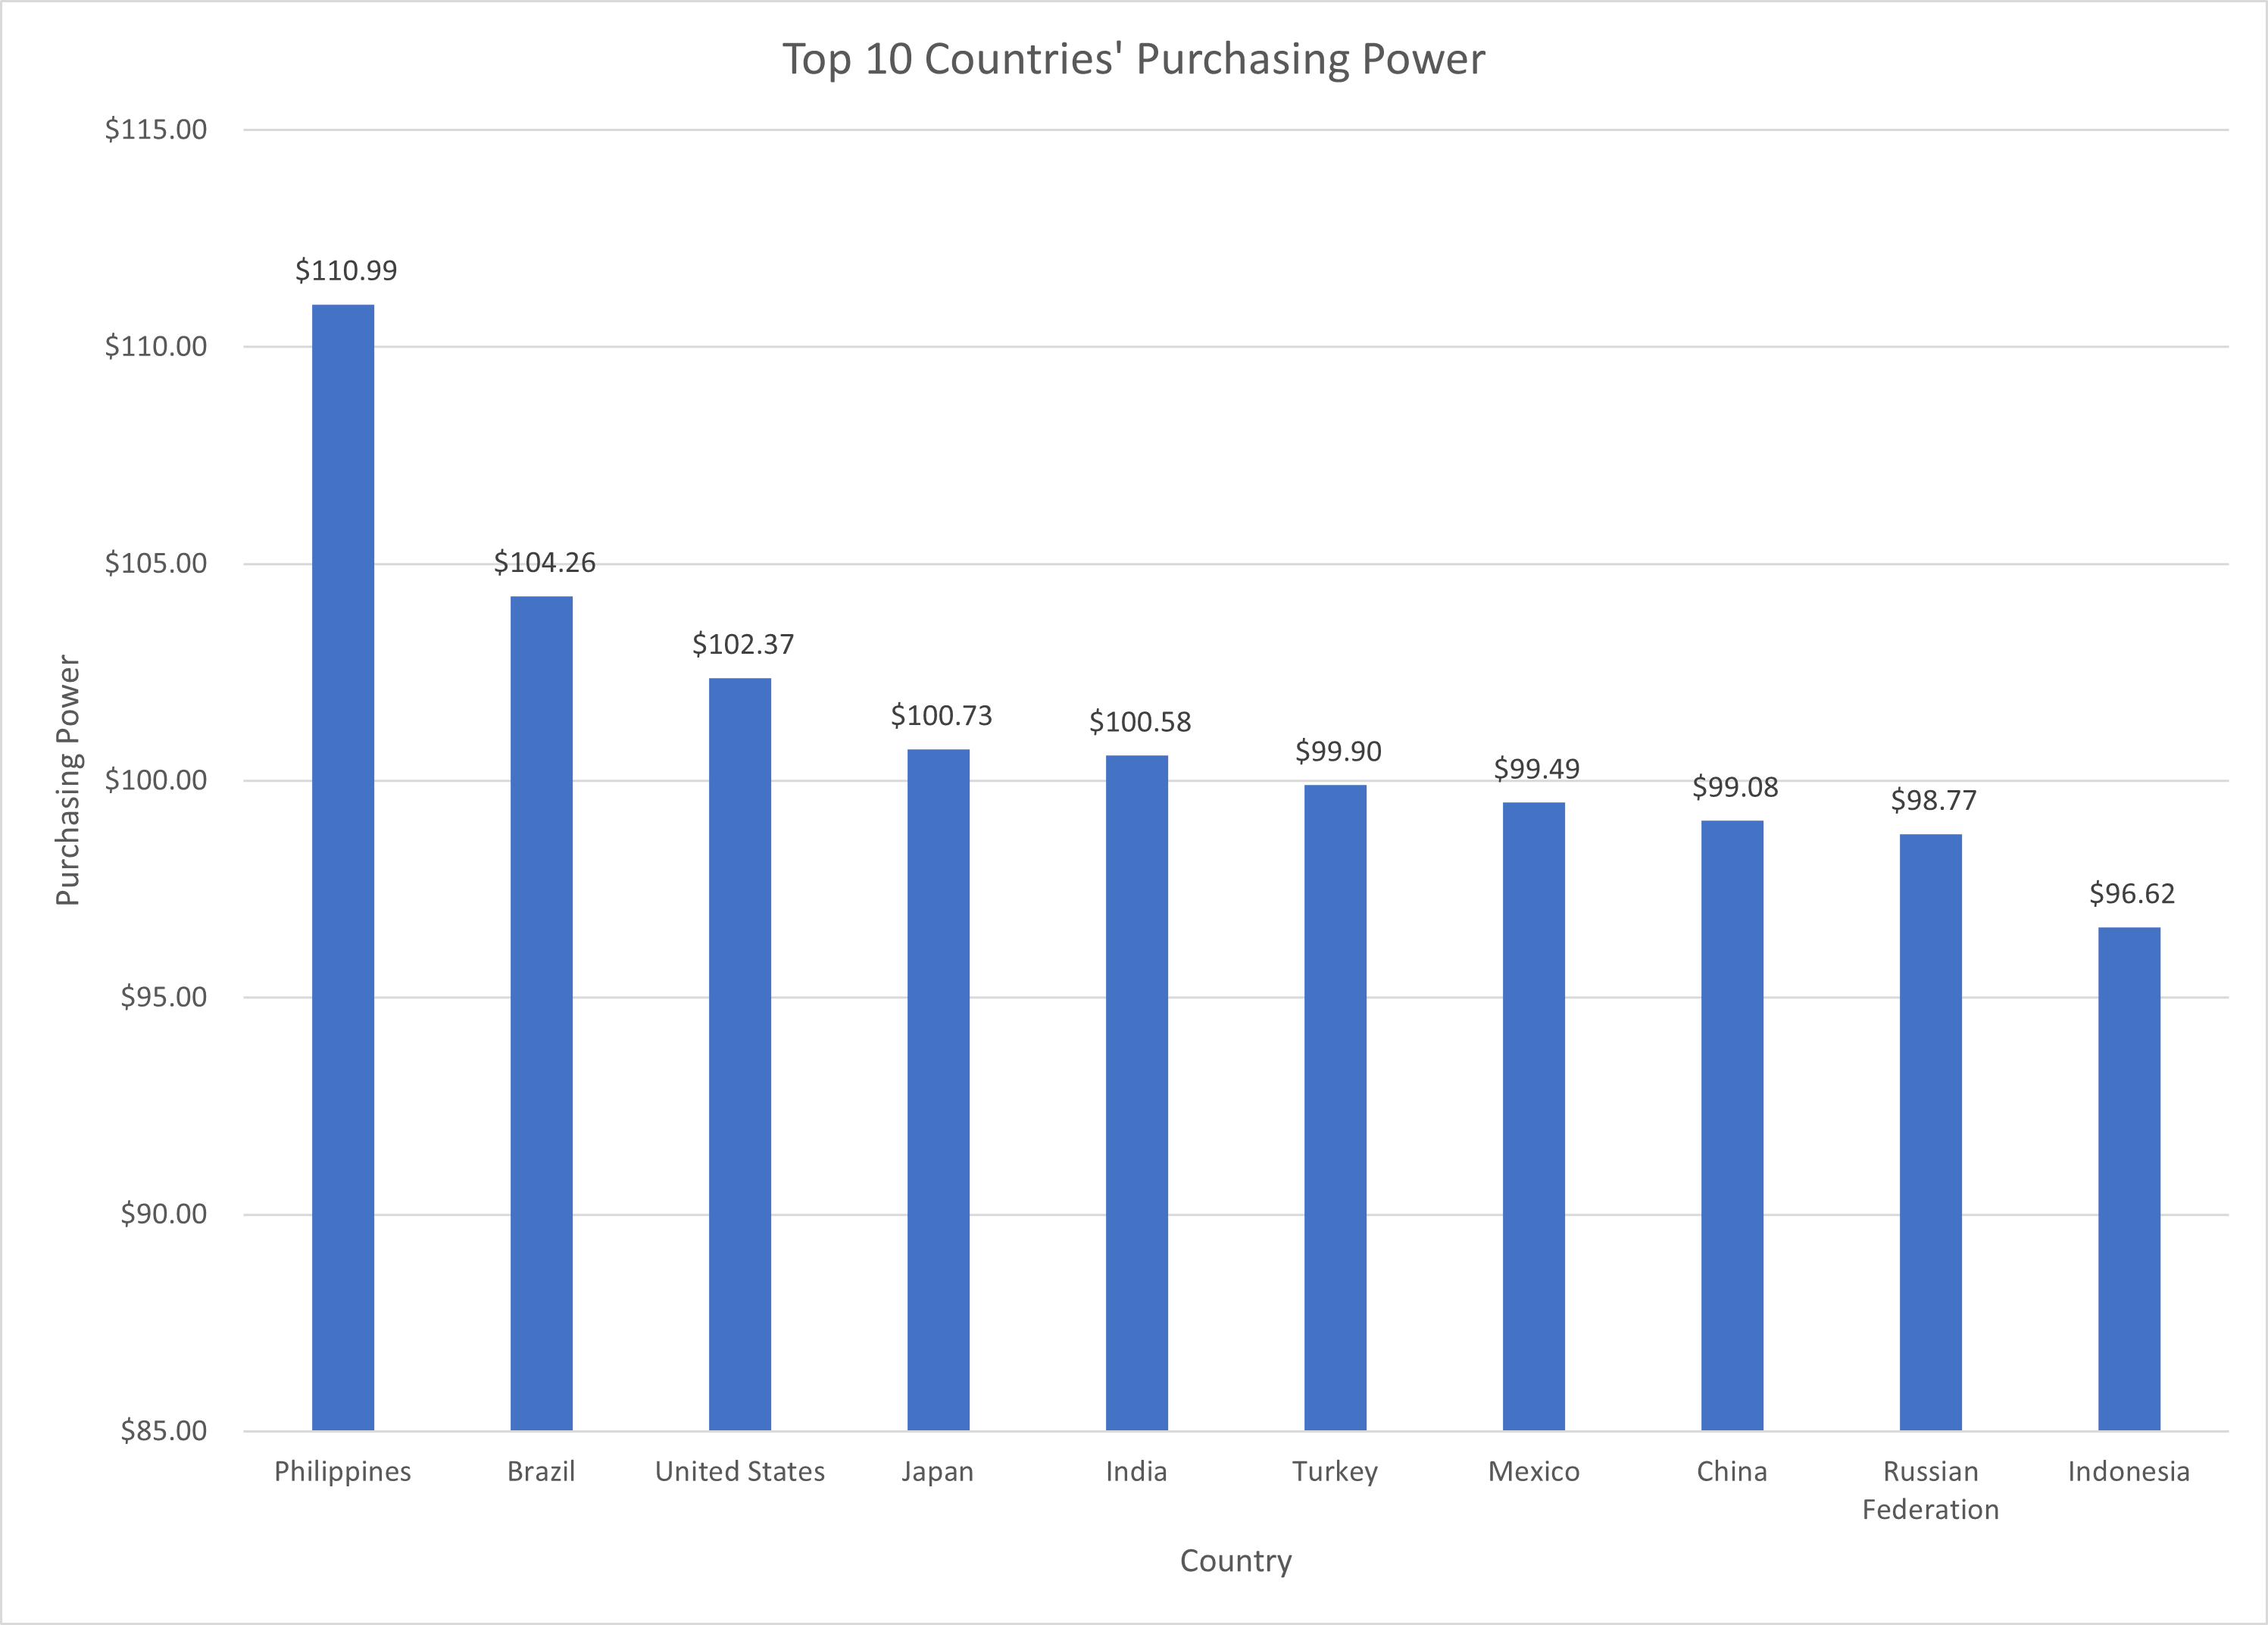 Top 10 Countries' Purchasing Power
$115.00
$110.00
$105.00
$100.00
$95.00
$90.00
$85.00
Purchasing Power
$110.99
$104.26
$102.37
$100.73
$100.58
$99.90
$99.49
$99.08
$98.77
$96.62
Philippines
Brazil
United States
Japan
India
Turkey
Mexico
China
Russian
Federation
Indonesia
Country